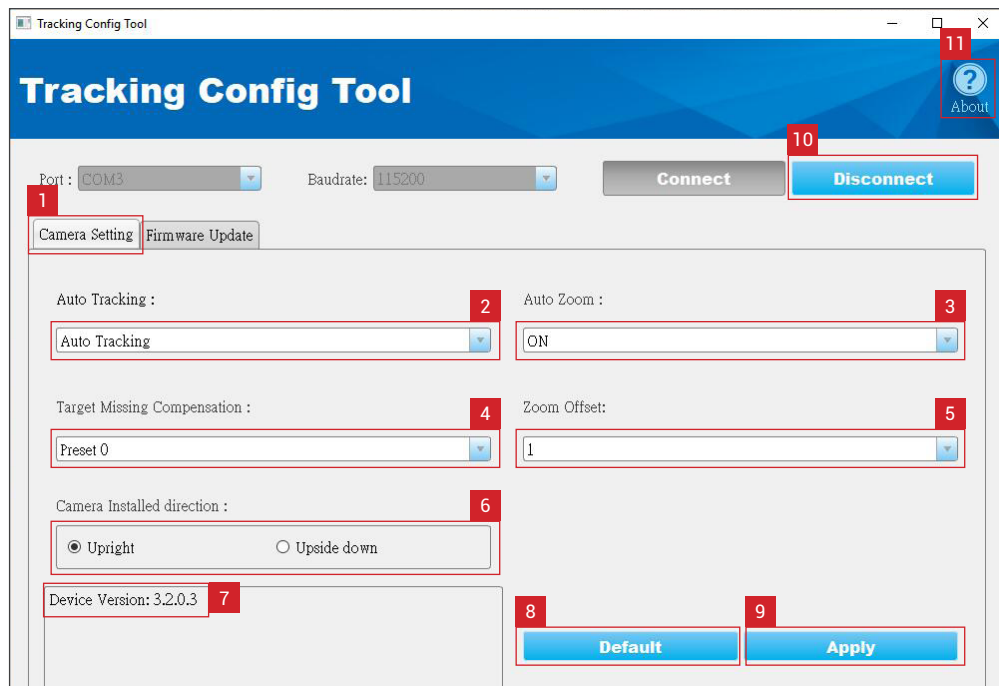 Tracking Config Tool
11
Tracking Config Tool
?
About
10
Port : COM3 Baudrate: 115200 Connect Disconnect
1
Camera Setting Firmware Update
Auto Tracking : 2 Auto Zoom : 3
Auto Tracking ON
Target Missing Compensation : 4 Zoom Offset: 5
Preset 0 1
Camera Installed direction : 6
Upright Upside down
Device Version: 3.2.0.3 7
8 9
Default Apply